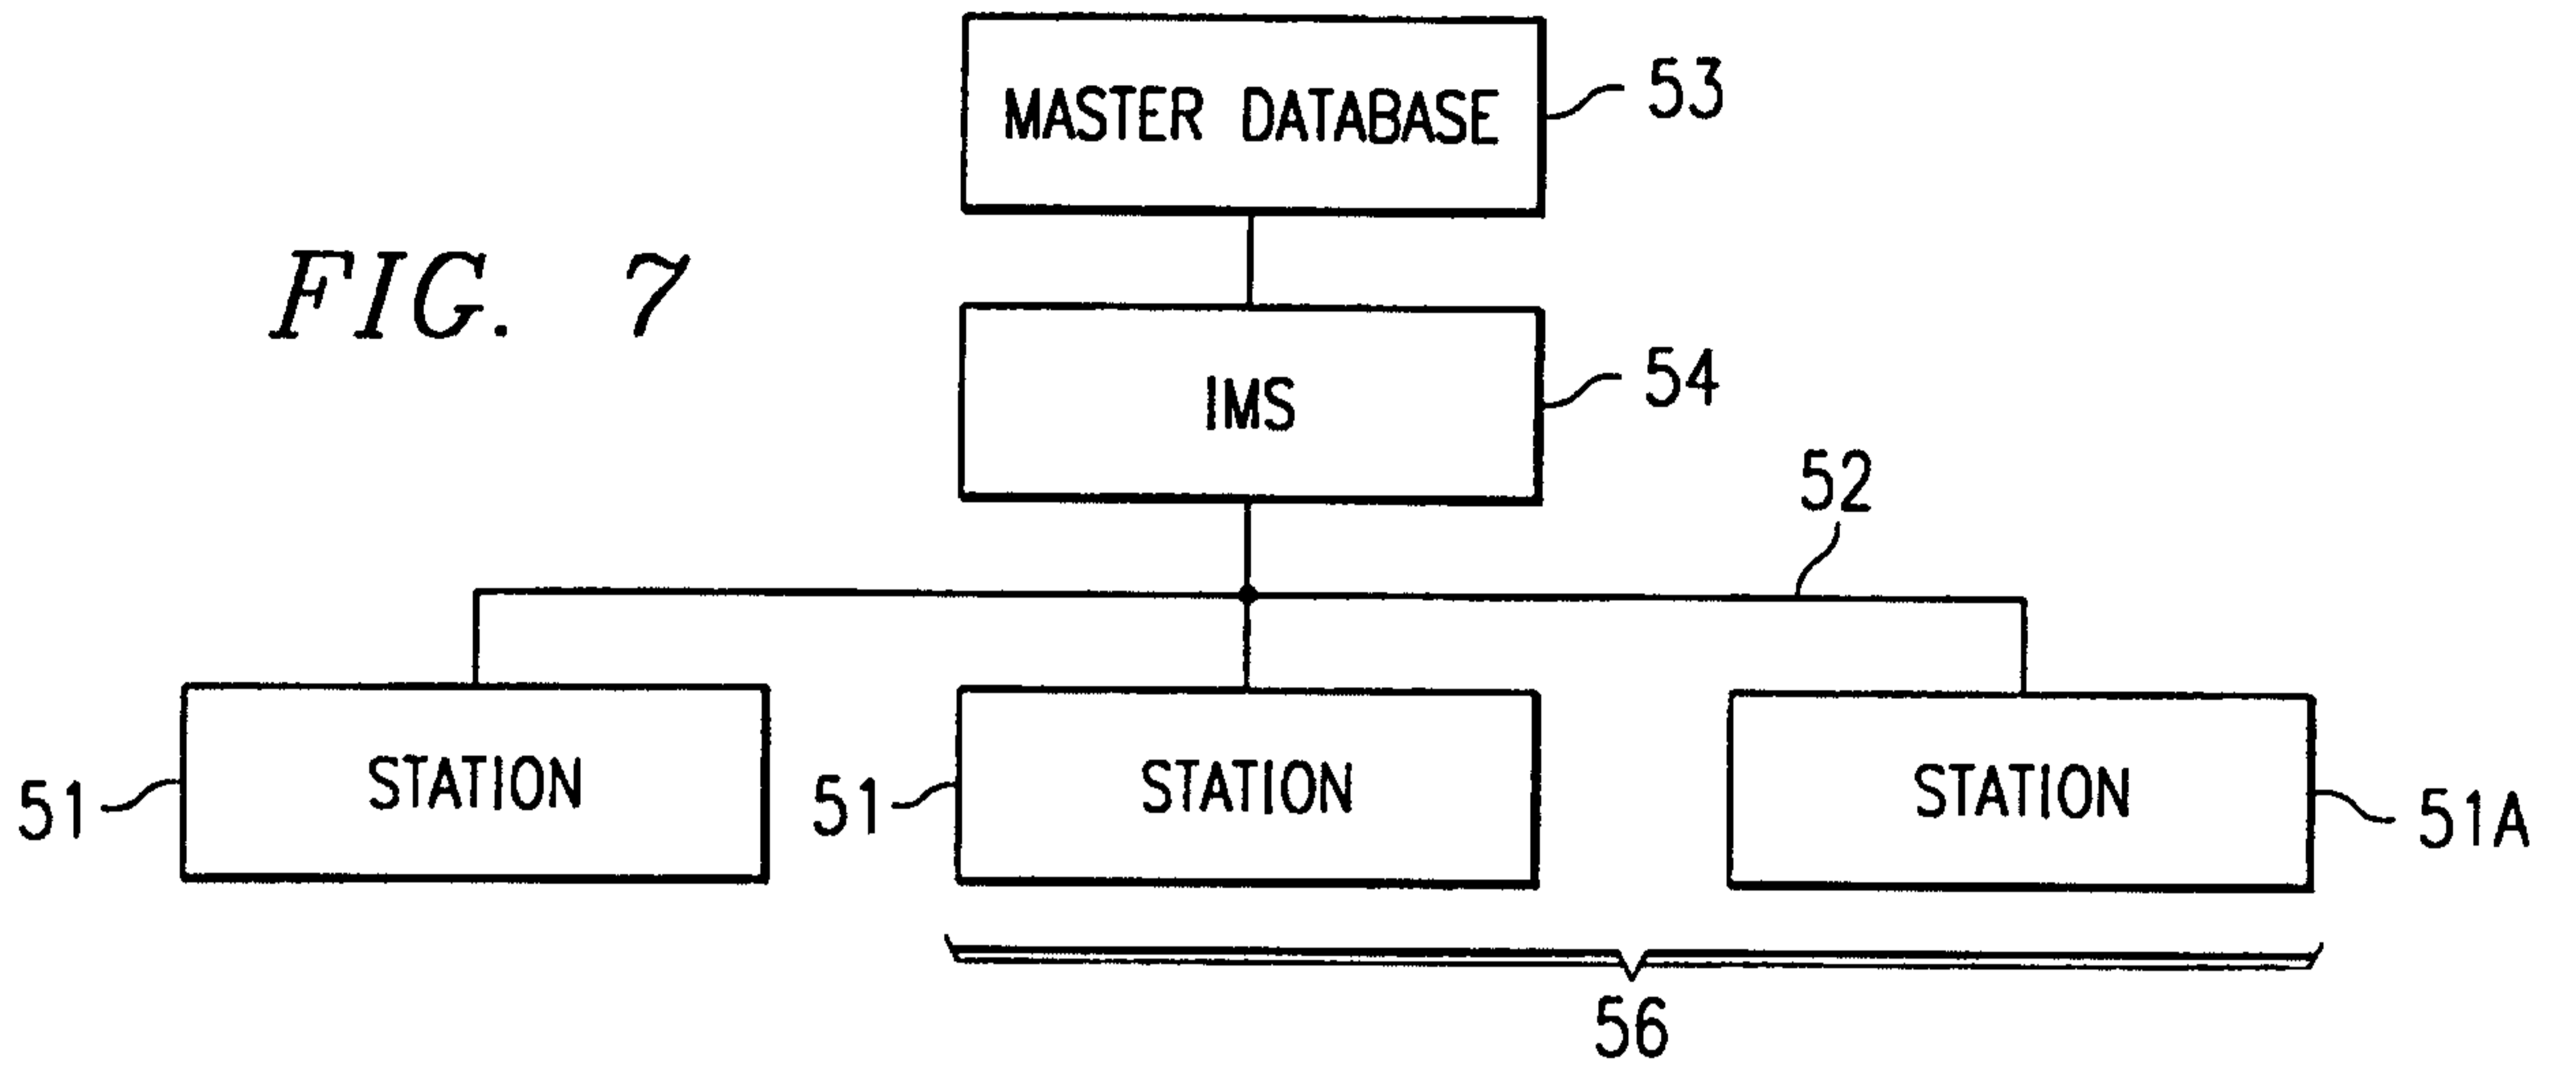 MASTER DATABASE
53
FIG. 7
IMS
54
52
51
STATION
51
STATION
STATION
51A
56